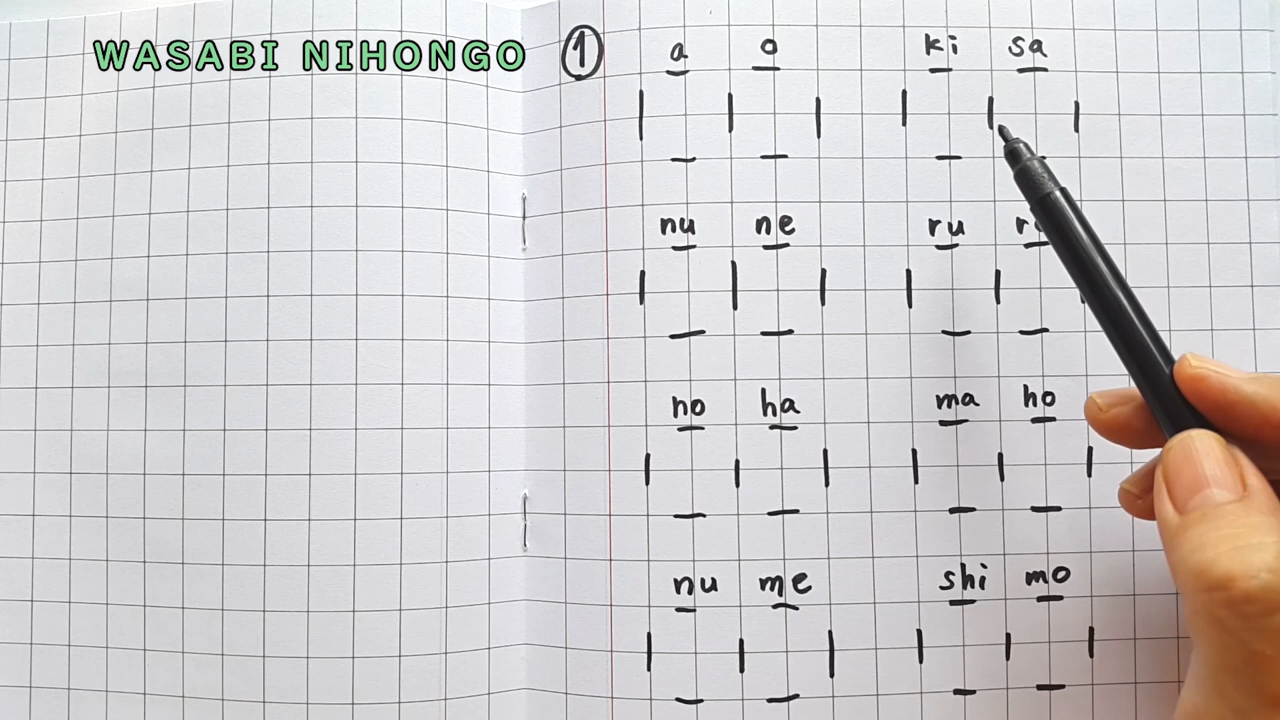 WASABI NIHONGO
① a o ki sa
nu ne ru
no ha ma ho
nu me shi mo